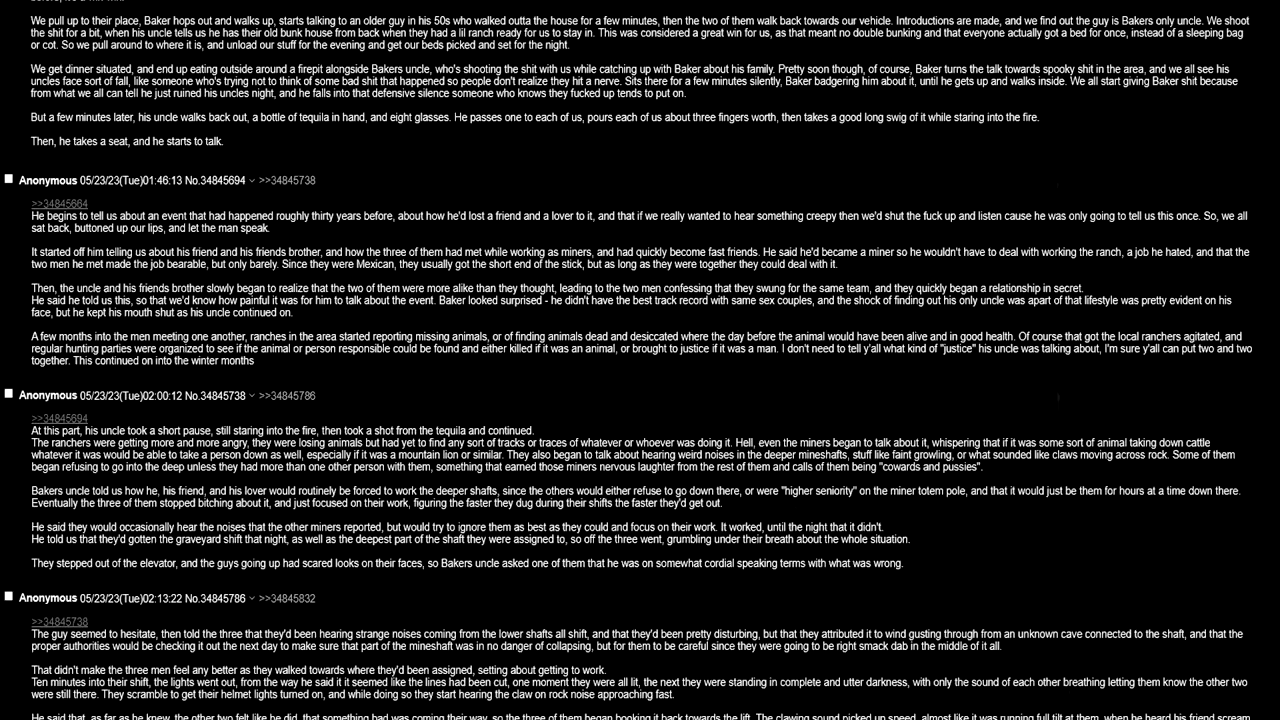 We pull up to their place, Baker hops out and walks up, starts talking to an older guy in his 50s who walked outta the house for a few minutes, then the two of them walk back towards our vehicle. Introductions are made, and we find out the guy is Bakers only uncle. We shoot
the shit for a bit, when his uncle tells us he has their old bunk house from back when they had a lil ranch ready for us to stay in. This was considered a great win for us, as that meant no double bunking and that everyone actually got a bed for once, instead of a sleeping bag
or cot. So we pull around to where it is, and unload our stuff for the evening and get our beds picked and set for the night.
We get dinner situated, and end up eating outside around a firepit alongside Bakers uncle, who's shooting the shit with us while catching up with Baker about his family. Pretty soon though, of course, Baker turns the talk towards spooky shit in the area, and we all see his
uncles face sort of fall, like someone who's trying not to think of some bad shit that happened so people don't realize they hit a nerve. Sits there for a few minutes silently, Baker badgering him about it, until he gets up and walks inside. We all start giving Baker shit because
from what we all can tell he just ruined his uncles night, and he falls into that defensive silence someone who knows they fucked up tends to put on.
But a few minutes later, his uncle walks back out, a bottle of tequila in hand, and eight glasses. He passes one to each of us, pours each of us about three fingers worth, then takes a good long swig of it while staring into the fire.
Then, he takes a seat, and he starts to talk.
Anonymous 05/23/23(Tue)01:46:13 No.34845694 >>34845738
>>34845664
He begins to tell us about an event that had happened roughly thirty years before, about how he'd lost a friend and a lover to it, and that if we really wanted to hear something creepy then we'd shut the fuck up and listen cause he was only going to tell us this once. So, we all
sat back, buttoned up our lips, and let the man speak.
It started off him telling us about his friend and his friends brother, and how the three of them had met while working as miners, and had quickly become fast friends. He said he'd became a miner so he wouldn't have to deal with working the ranch, a job he hated, and that the
two men he met made the job bearable, but only barely. Since they were Mexican, they usually got the short end of the stick, but as long as they were together they could deal with it.
Then, the uncle and his friends brother slowly began to realize that the two of them were more alike than they thought, leading to the two men confessing that they swung for the same team, and they quickly began a relationship in secret.
He said he told us this, so that we'd know how painful it was for him to talk about the event. Baker looked surprised - he didn't have the best track record with same sex couples, and the shock of finding out his only uncle was apart of that lifestyle was pretty evident on his
face, but he kept his mouth shut as his uncle continued on.
A few months into the men meeting one another, ranches in the area started reporting missing animals, or of finding animals dead and desiccated where the day before the animal would have been alive and in good health. Of course that got the local ranchers agitated, and
regular hunting parties were organized to see if the animal or person responsible could be found and either killed if it was an animal, or brought to justice if it was a man. I don't need to tell y'all what kind of "justice" his uncle was talking about, I'm sure y'all can put two and two
together. This continued on into the winter months
Anonymous 05/23/23(Tue)02:00:12 No.34845738 >>34845786
>>34845694
At this part, his uncle took a short pause, still staring into the fire, then took a shot from the tequila and continued.
The ranchers were getting more and more angry, they were losing animals but had yet to find any sort of tracks or traces of whatever or whoever was doing it. Hell, even the miners began to talk about it, whispering that if it was some sort of animal taking down cattle
whatever it was would be able to take a person down as well, especially if it was a mountain lion or similar. They also began to talk about hearing weird noises in the deeper mineshafts, stuff like faint growling, or what sounded like claws moving across rock. Some of them
began refusing to go into the deep unless they had more than one other person with them, something that earned those miners nervous laughter from the rest of them and calls of them being "cowards and pussies".
Bakers uncle told us how he, his friend, and his lover would routinely be forced to work the deeper shafts, since the others would either refuse to go down there, or were "higher seniority" on the miner totem pole, and that it would just be them for hours at a time down there.
Eventually the three of them stopped bitching about it, and just focused on their work, figuring the faster they dug during their shifts the faster they'd get out.
He said they would occasionally hear the noises that the other miners reported, but would try to ignore them as best as they could and focus on their work. It worked, until the night that it didn't.
He told us that they'd gotten the graveyard shift that night, as well as the deepest part of the shaft they were assigned to, so off the three went, grumbling under their breath about the whole situation.
They stepped out of the elevator, and the guys going up had scared looks on their faces, so Bakers uncle asked one of them that he was on somewhat cordial speaking terms with what was wrong.
Anonymous 05/23/23(Tue)02:13:22 No.34845786 >>34845832
>>34845738
The guy seemed to hesitate, then told the three that they'd been hearing strange noises coming from the lower shafts all shift, and that they'd been pretty disturbing, but that they attributed it to wind gusting through from an unknown cave connected to the shaft, and that the
proper authorities would be checking it out the next day to make sure that part of the mineshaft was in no danger of collapsing, but for them to be careful since they were going to be right smack dab in the middle of it all.
That didn't make the three men feel any better as they walked towards where they'd been assigned, setting about getting to work.
Ten minutes into their shift, the lights went out, from the way he said it it seemed like the lines had been cut, one moment they were all lit, the next they were standing in complete and utter darkness, with only the sound of each other breathing letting them know the other two
were still there. They scramble to get their helmet lights turned on, and while doing so they start hearing the claw on rock noise approaching fast.
He said that, as far as he knew, the other two felt like he did, that something bad was coming their way, so the three of them began booking it back towards the lift. The clawing sound picked up speed, almost like it was running full tilt at them, when he heard his friend scream